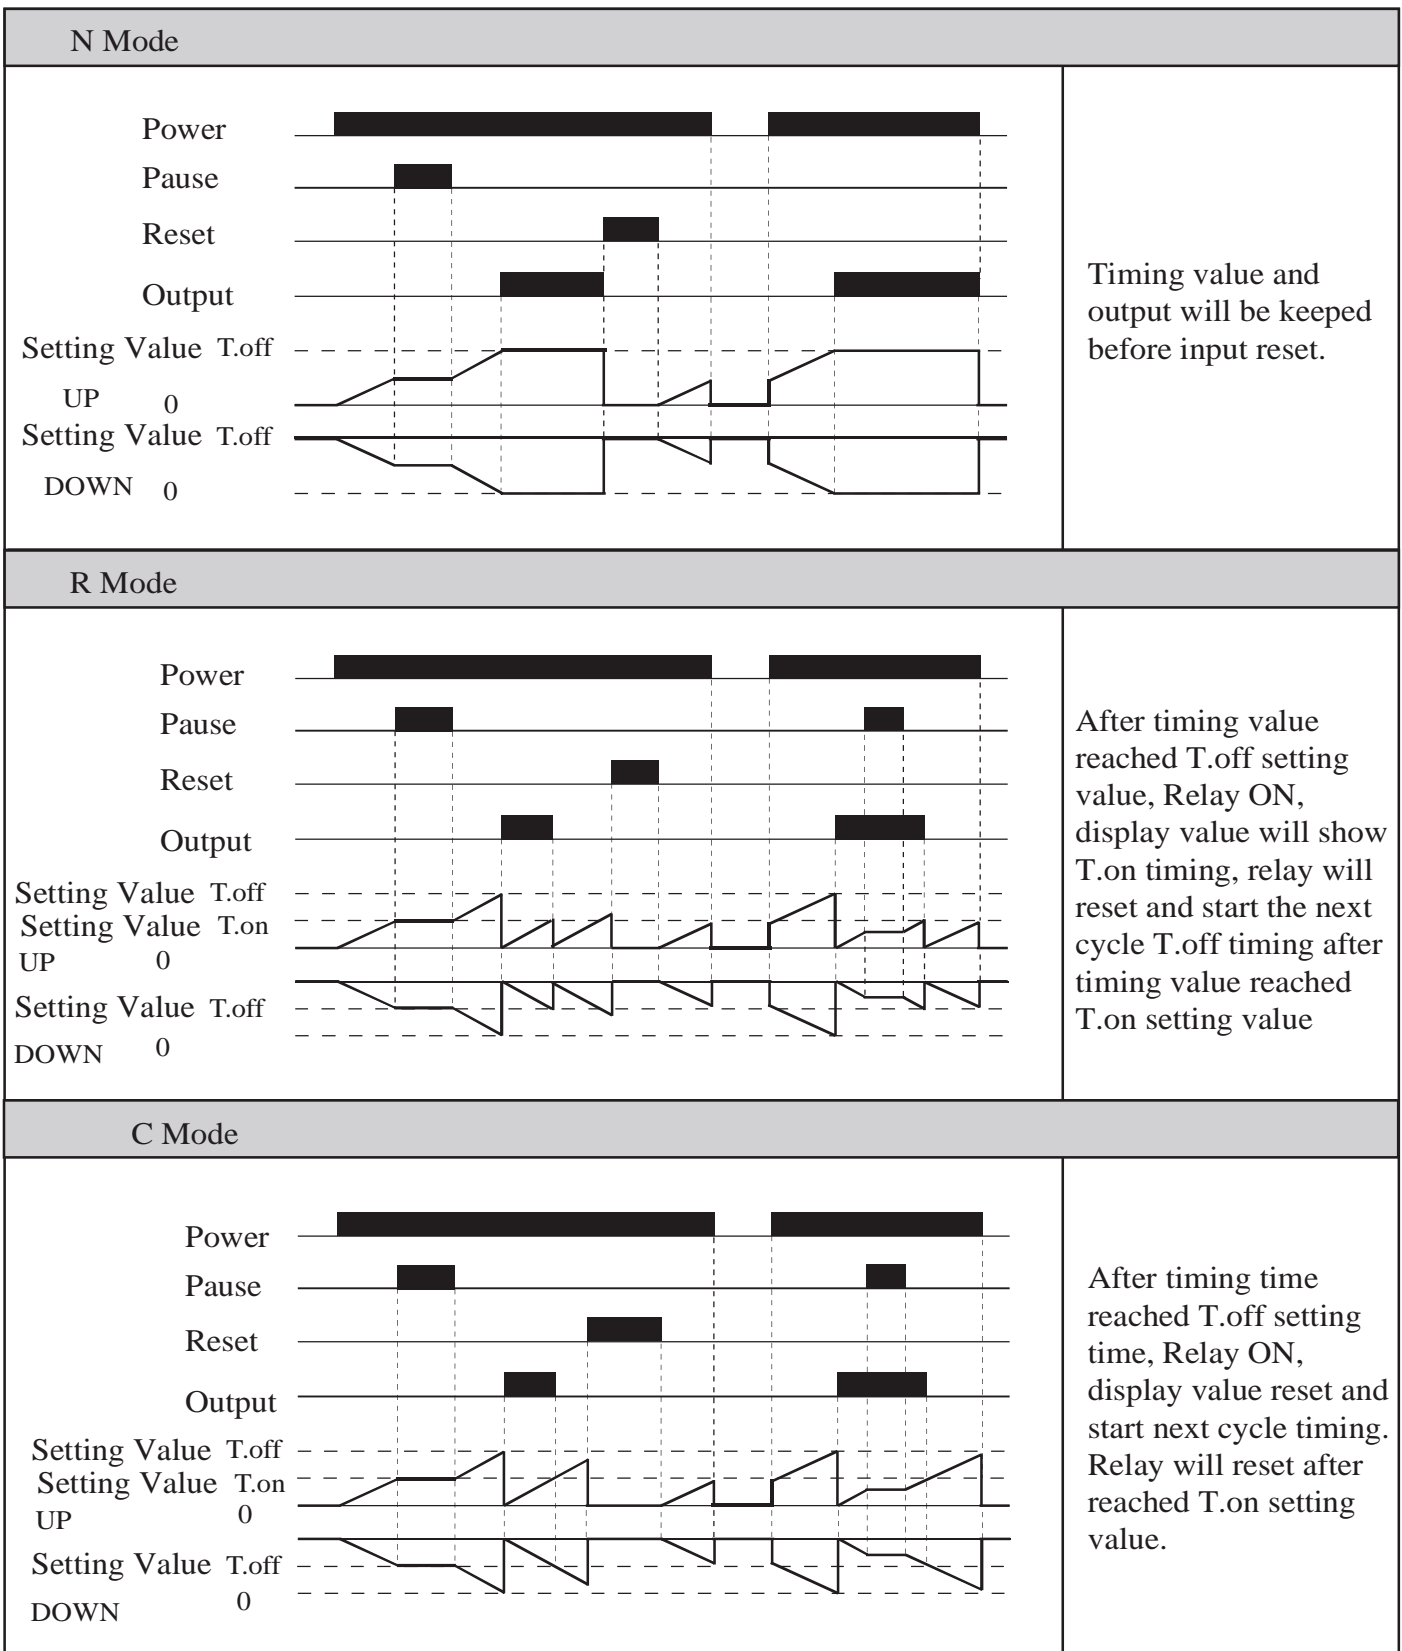 N Mode
Power
Pause
Reset
Output
Setting Value T.off
UP 0
Setting Value T.off
DOWN 0
Timing value and
output will be keeped
before input reset.
R Mode
Power
Pause
Reset
Output
Setting Value T.off
Setting Value T.on
UP 0
Setting Value T.off
DOWN 0
After timing value
reached T.off setting
value, Relay ON,
display value will show
T.on timing, relay will
reset and start the next
cycle T.off timing after
timing value reached
T.on setting value
C Mode
Power
Pause
Reset
Output
Setting Value T.off
Setting Value T.on
UP 0
Setting Value T.off
DOWN 0
After timing time
reached T.off setting
time, Relay ON,
display value reset and
start next cycle timing.
Relay will reset after
reached T.on setting
value.